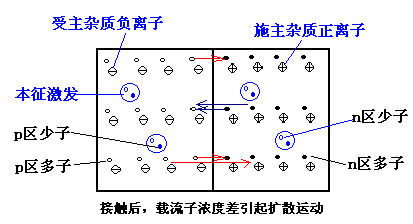 受主杂质负离子
施主杂质正离子
本征激发
n区少子
p区少子
p区多子
n区多子
接触后，载流子浓度差引起扩散运动